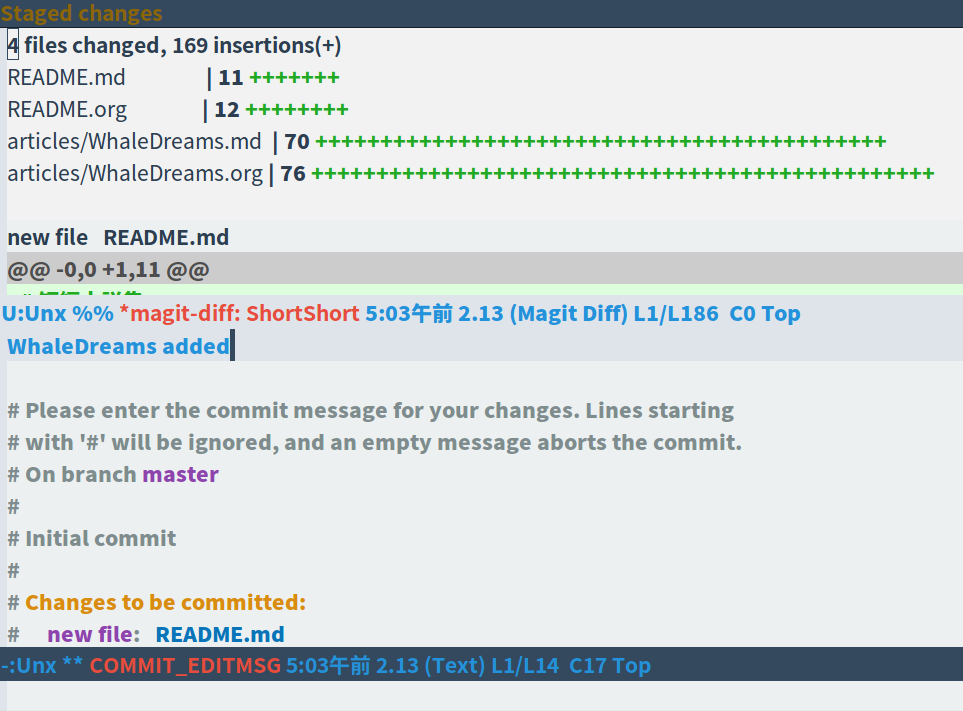 Staged changes
4 files changed, 169 insertions(+)
README.md | 11 +++++++
README.org | 12 ++++++++
articles/WhaleDreams.md | 70 ++++++++++++++++++++++++++++++++++++++++++++
articles/WhaleDreams.org | 76 ++++++++++++++++++++++++++++++++++++++++++++++++
new file README.md
@@ -0,0 +1,11 @@
U:Unx %% *magit-diff: ShortShort 5:03午前 2.13 (Magit Diff) L1/L186 C0 Top
WhaleDreams added
# Please enter the commit message for your changes. Lines starting
# with '#' will be ignored, and an empty message aborts the commit.
# On branch master
#
# Initial commit
#
# Changes to be committed:
# new file: README.md
-:Unx ** COMMIT_EDITMSG 5:03午前 2.13 (Text) L1/L14 C17 Top